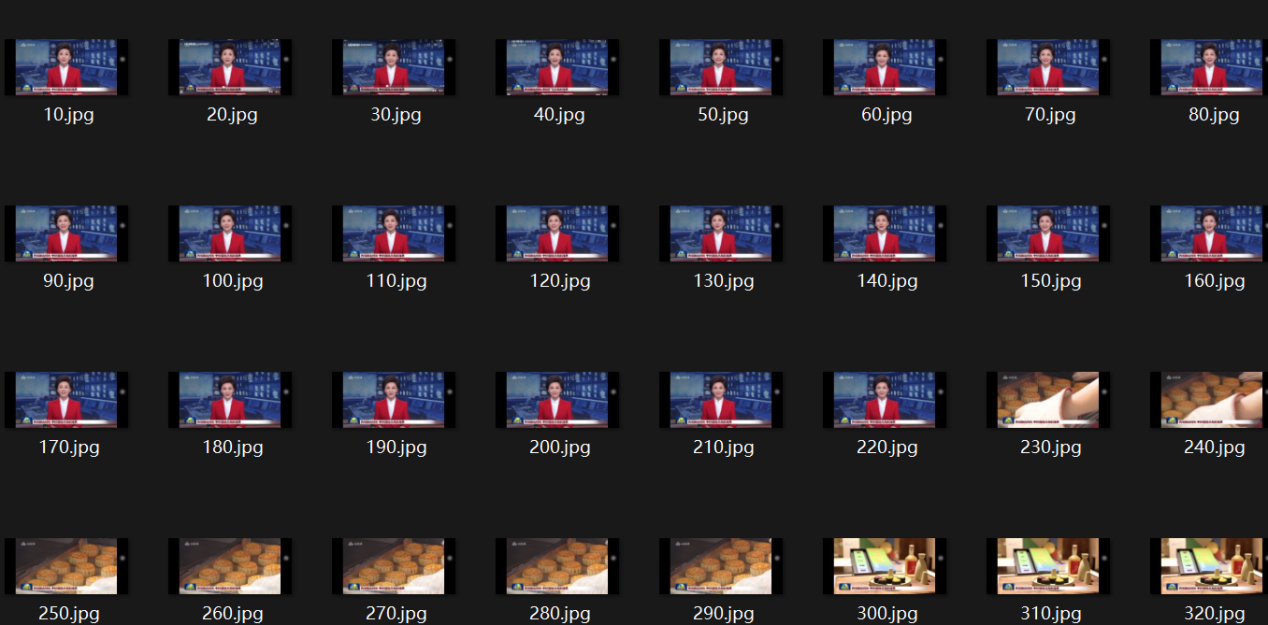 10.jpg 20.jpg 30.jpg 40.jpg 50.jpg 60.jpg 70.jpg 80.jpg
90.jpg 100.jpg 110.jpg 120.jpg 130.jpg 140.jpg 150.jpg 160.jpg
170.jpg 180.jpg 190.jpg 200.jpg 210.jpg 220.jpg 230.jpg 240.jpg
250.jpg 260.jpg 270.jpg 280.jpg 290.jpg 300.jpg 310.jpg 320.jpg